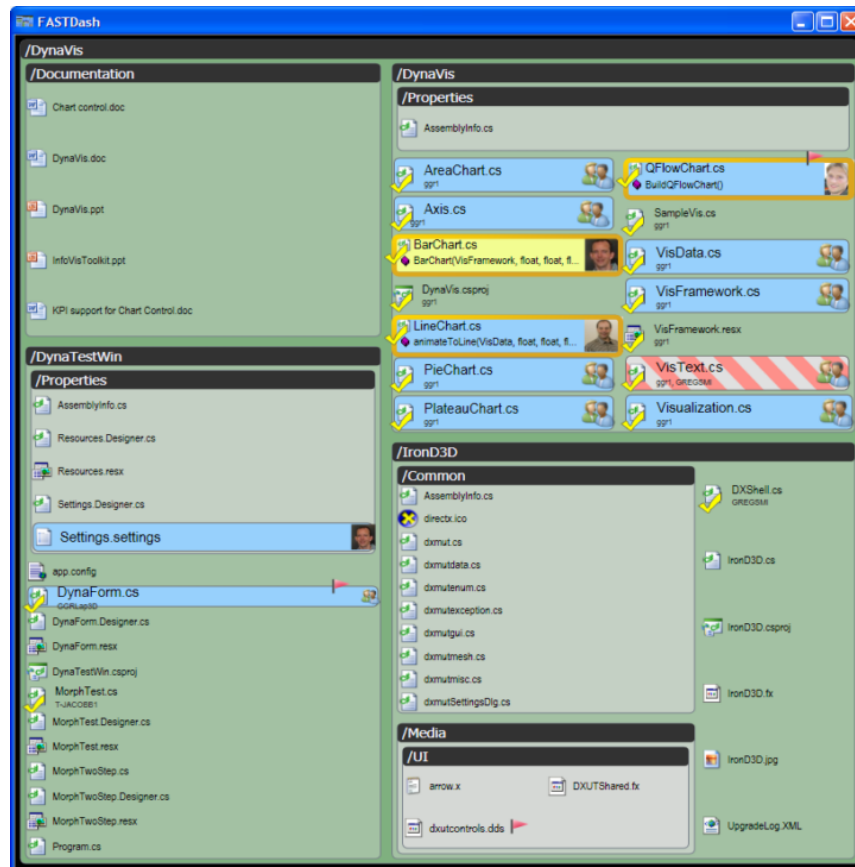 FASTDash
/DynaVis
/Documentation
Chart control.doc
DynaVis.doc
DynaVis.ppt
InfoVisToolkit.ppt
KPI support for Chart Control.doc
/DynaTestWin
/Properties
AssemblyInfo.cs
Resources.Designer.cs
Resources.resx
Settings.Designer.cs
Settings.settings
app.config
DynaForm.cs
GGRLap3D
DynaForm.Designer.cs
DynaForm.resx
DynaTestWin.csproj
MorphTest.cs
T-JACOEB1
MorphTest.Designer.cs
MorphTest.resx
MorphTwoStep.cs
MorphTwoStep.Designer.cs
MorphTwoStep.resx
Program.cs
/DynaVis
/Properties
AssemblyInfo.cs
AreaChart.cs
ggr1
Axis.cs
ggr1
BarChart.cs
BarChart(VisFramework, float, float, fl...
DynaVis.csproj
ggr1
LineChart.cs
animateToLine(VisData, float, float, fl...
PieChart.cs
ggr1
PlateauChart.cs
ggr1
QFlowChart.cs
BuildQFlowChart()
SampleVis.cs
ggr1
VisData.cs
ggr1
VisFramework.cs
ggr1
VisFramework.resx
ggr1
VisText.cs
ggr1, GREGSMI
Visualization.cs
ggr1
/IronD3D
/Common
AssemblyInfo.cs
directx.ico
dxmut.cs
dxmutdata.cs
dxmutenum.cs
dxmutexception.cs
dxmutgui.cs
dxmutmesh.cs
dxmutmisc.cs
dxmutSettingsDlg.cs
/Media
/UI
arrow.x
DXUTShared.fx
dxutcontrols.dds
DXShell.cs
GREGSMI
IronD3D.cs
IronD3D.csproj
IronD3D.fx
IronD3D.jpg
UpgradeLog.XML